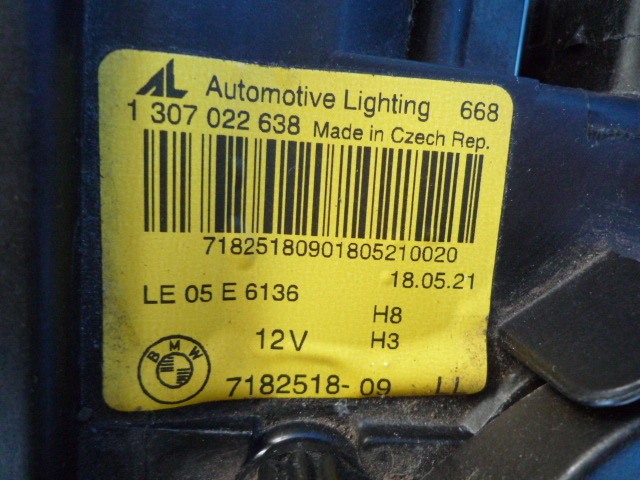 AL Automotive Lighting 668
1 307 022 638 Made in Czech Rep.
71825180901805210020
18.05.21
LE 05 E 6136
H8
12V H3
BMW
7182518-09